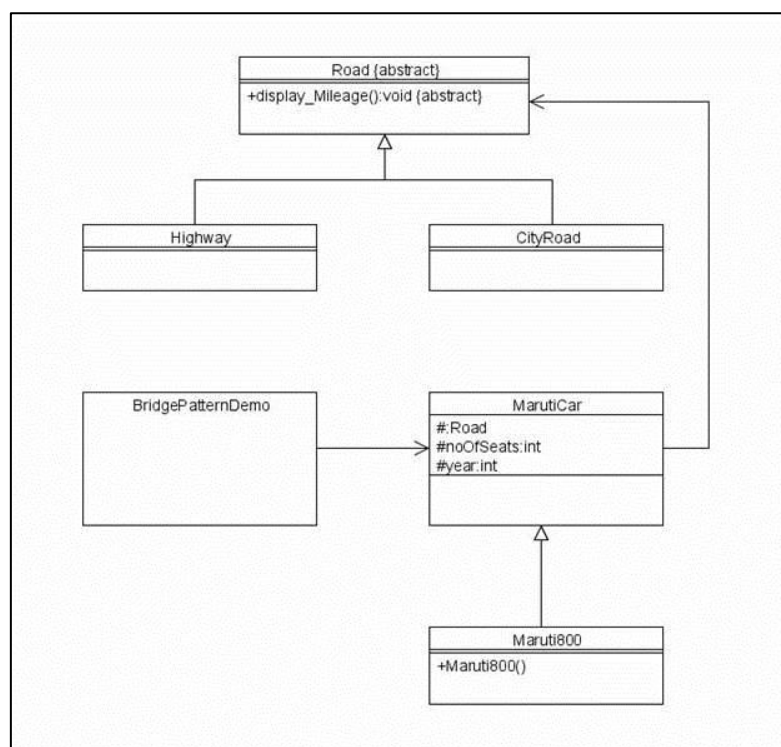 Road {abstract}
+display_Mileage():void {abstract}
Highway
CityRoad
BridgePatternDemo
MarutiCar
#:Road
#noOfSeats:int
#year:int
Maruti800
+Maruti800()